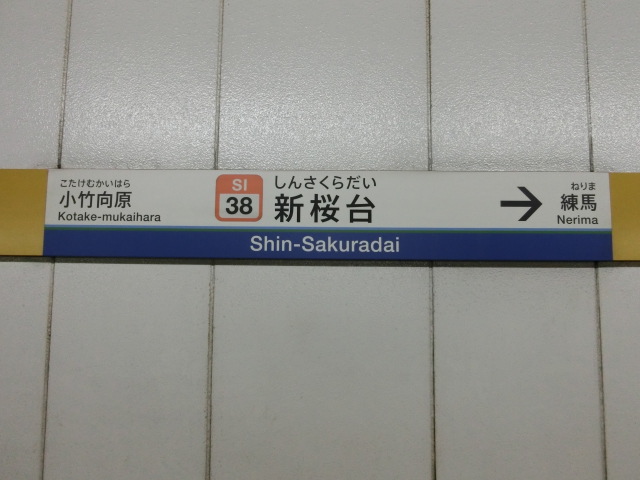 こたけむかいはら
小竹向原
Kotake-mukaihara
SI
38
しんさくらだい
新桜台
→
ねりま
練馬
Nerima
Shin-Sakuradai